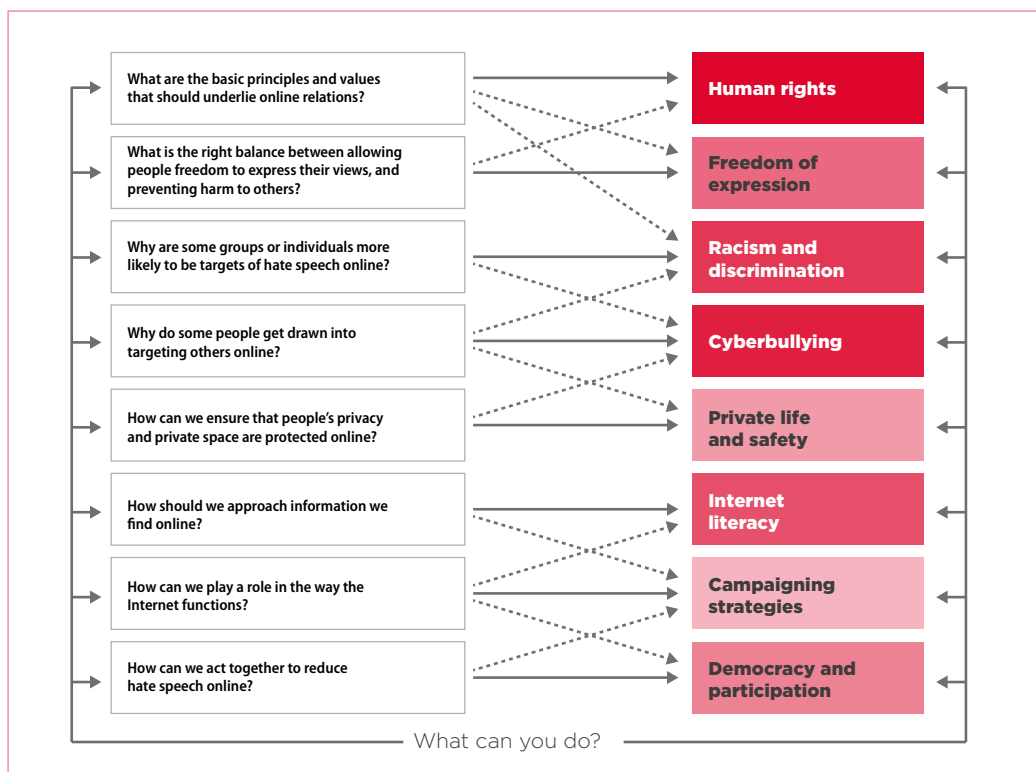 What are the basic principles and values
that should underlie online relations?
Human rights
What is the right balance between allowing
people freedom to express their views, and
preventing harm to others?
Freedom of
expression
Why are some groups or individuals more
likely to be targets of hate speech online?
Racism and
discrimination
Why do some people get drawn into
targeting others online?
Cyberbullying
How can we ensure that people's privacy
and private space are protected online?
Private life
and safety
How should we approach information we
find online?
Internet
literacy
How can we play a role in the way the
Internet functions?
Campaigning
strategies
How can we act together to reduce
hate speech online?
Democracy and
participation
What can you do?